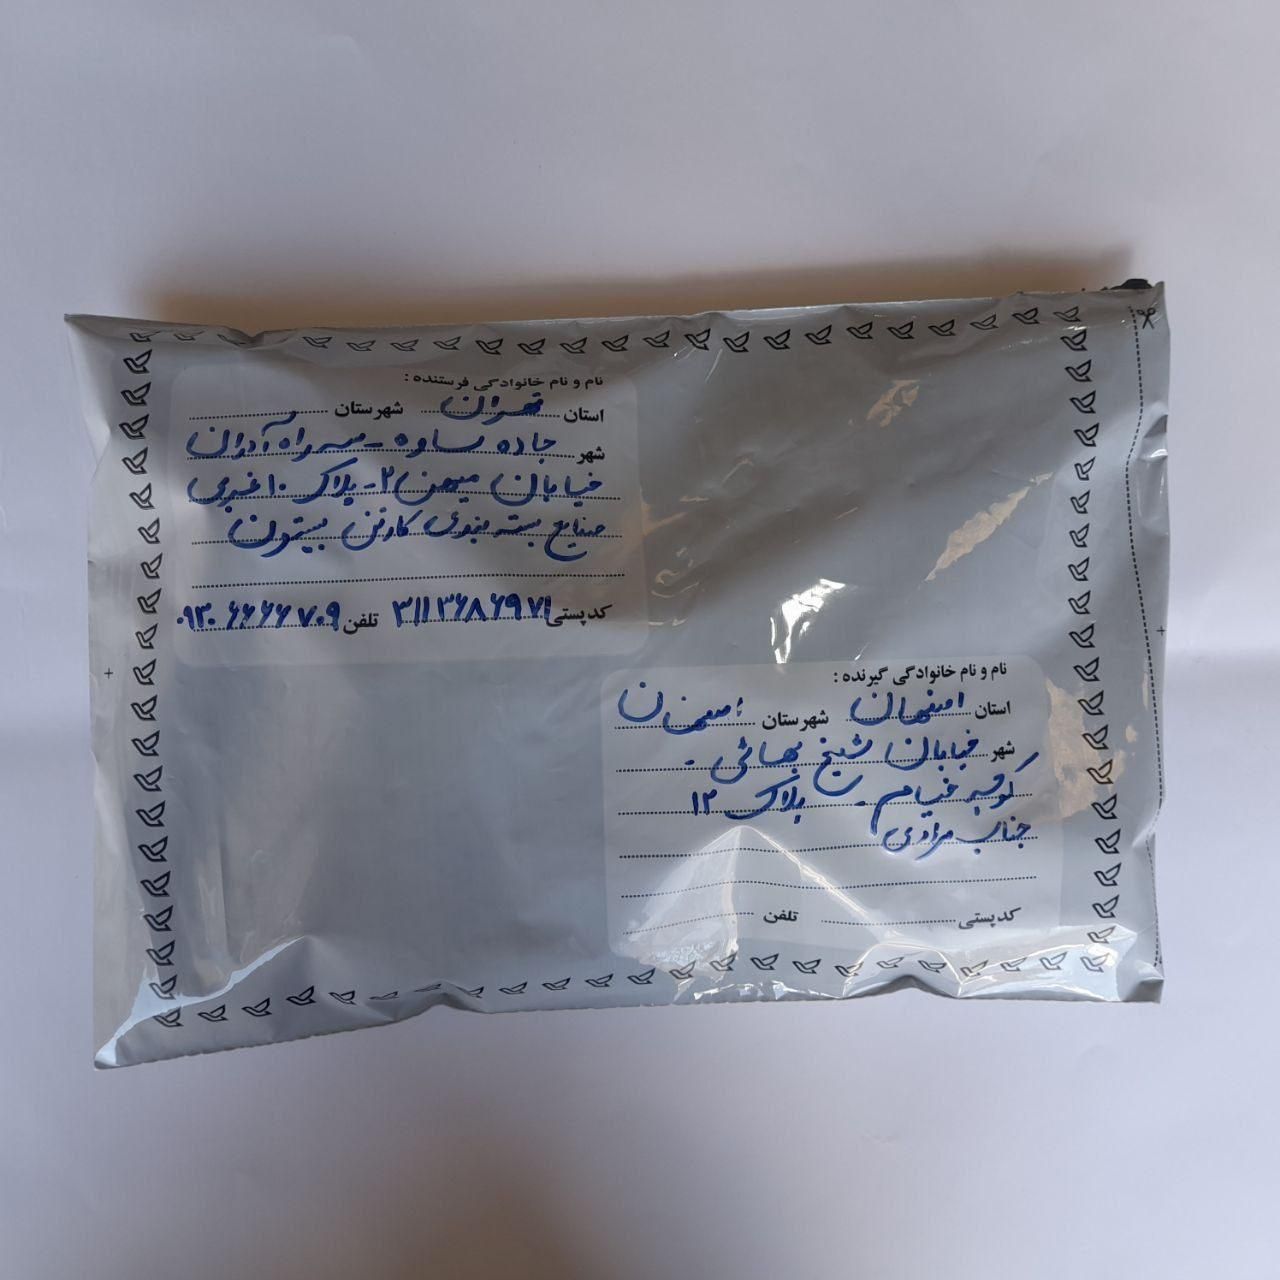 نام و نام خانوادگی فرستنده :
استان تهران شهرستان
شهر جاده ساوه - سه راه آدران
خیابان میهن ۲ - پلاک ۱۰ غربی
صنایع بسته بندی کارتن بیستون
کدپستی ۳۱۱۳۶۸۶۹۷۱ تلفن ۰۹۳۰۶۶۶۶۷۰۹
نام و نام خانوادگی گیرنده :
استان اصفهان شهرستان اصفهان
شهر خیابان شیخ بهائی -
کوچه خیام - پلاک ۱۲
جناب مرادی
کدپستی تلفن